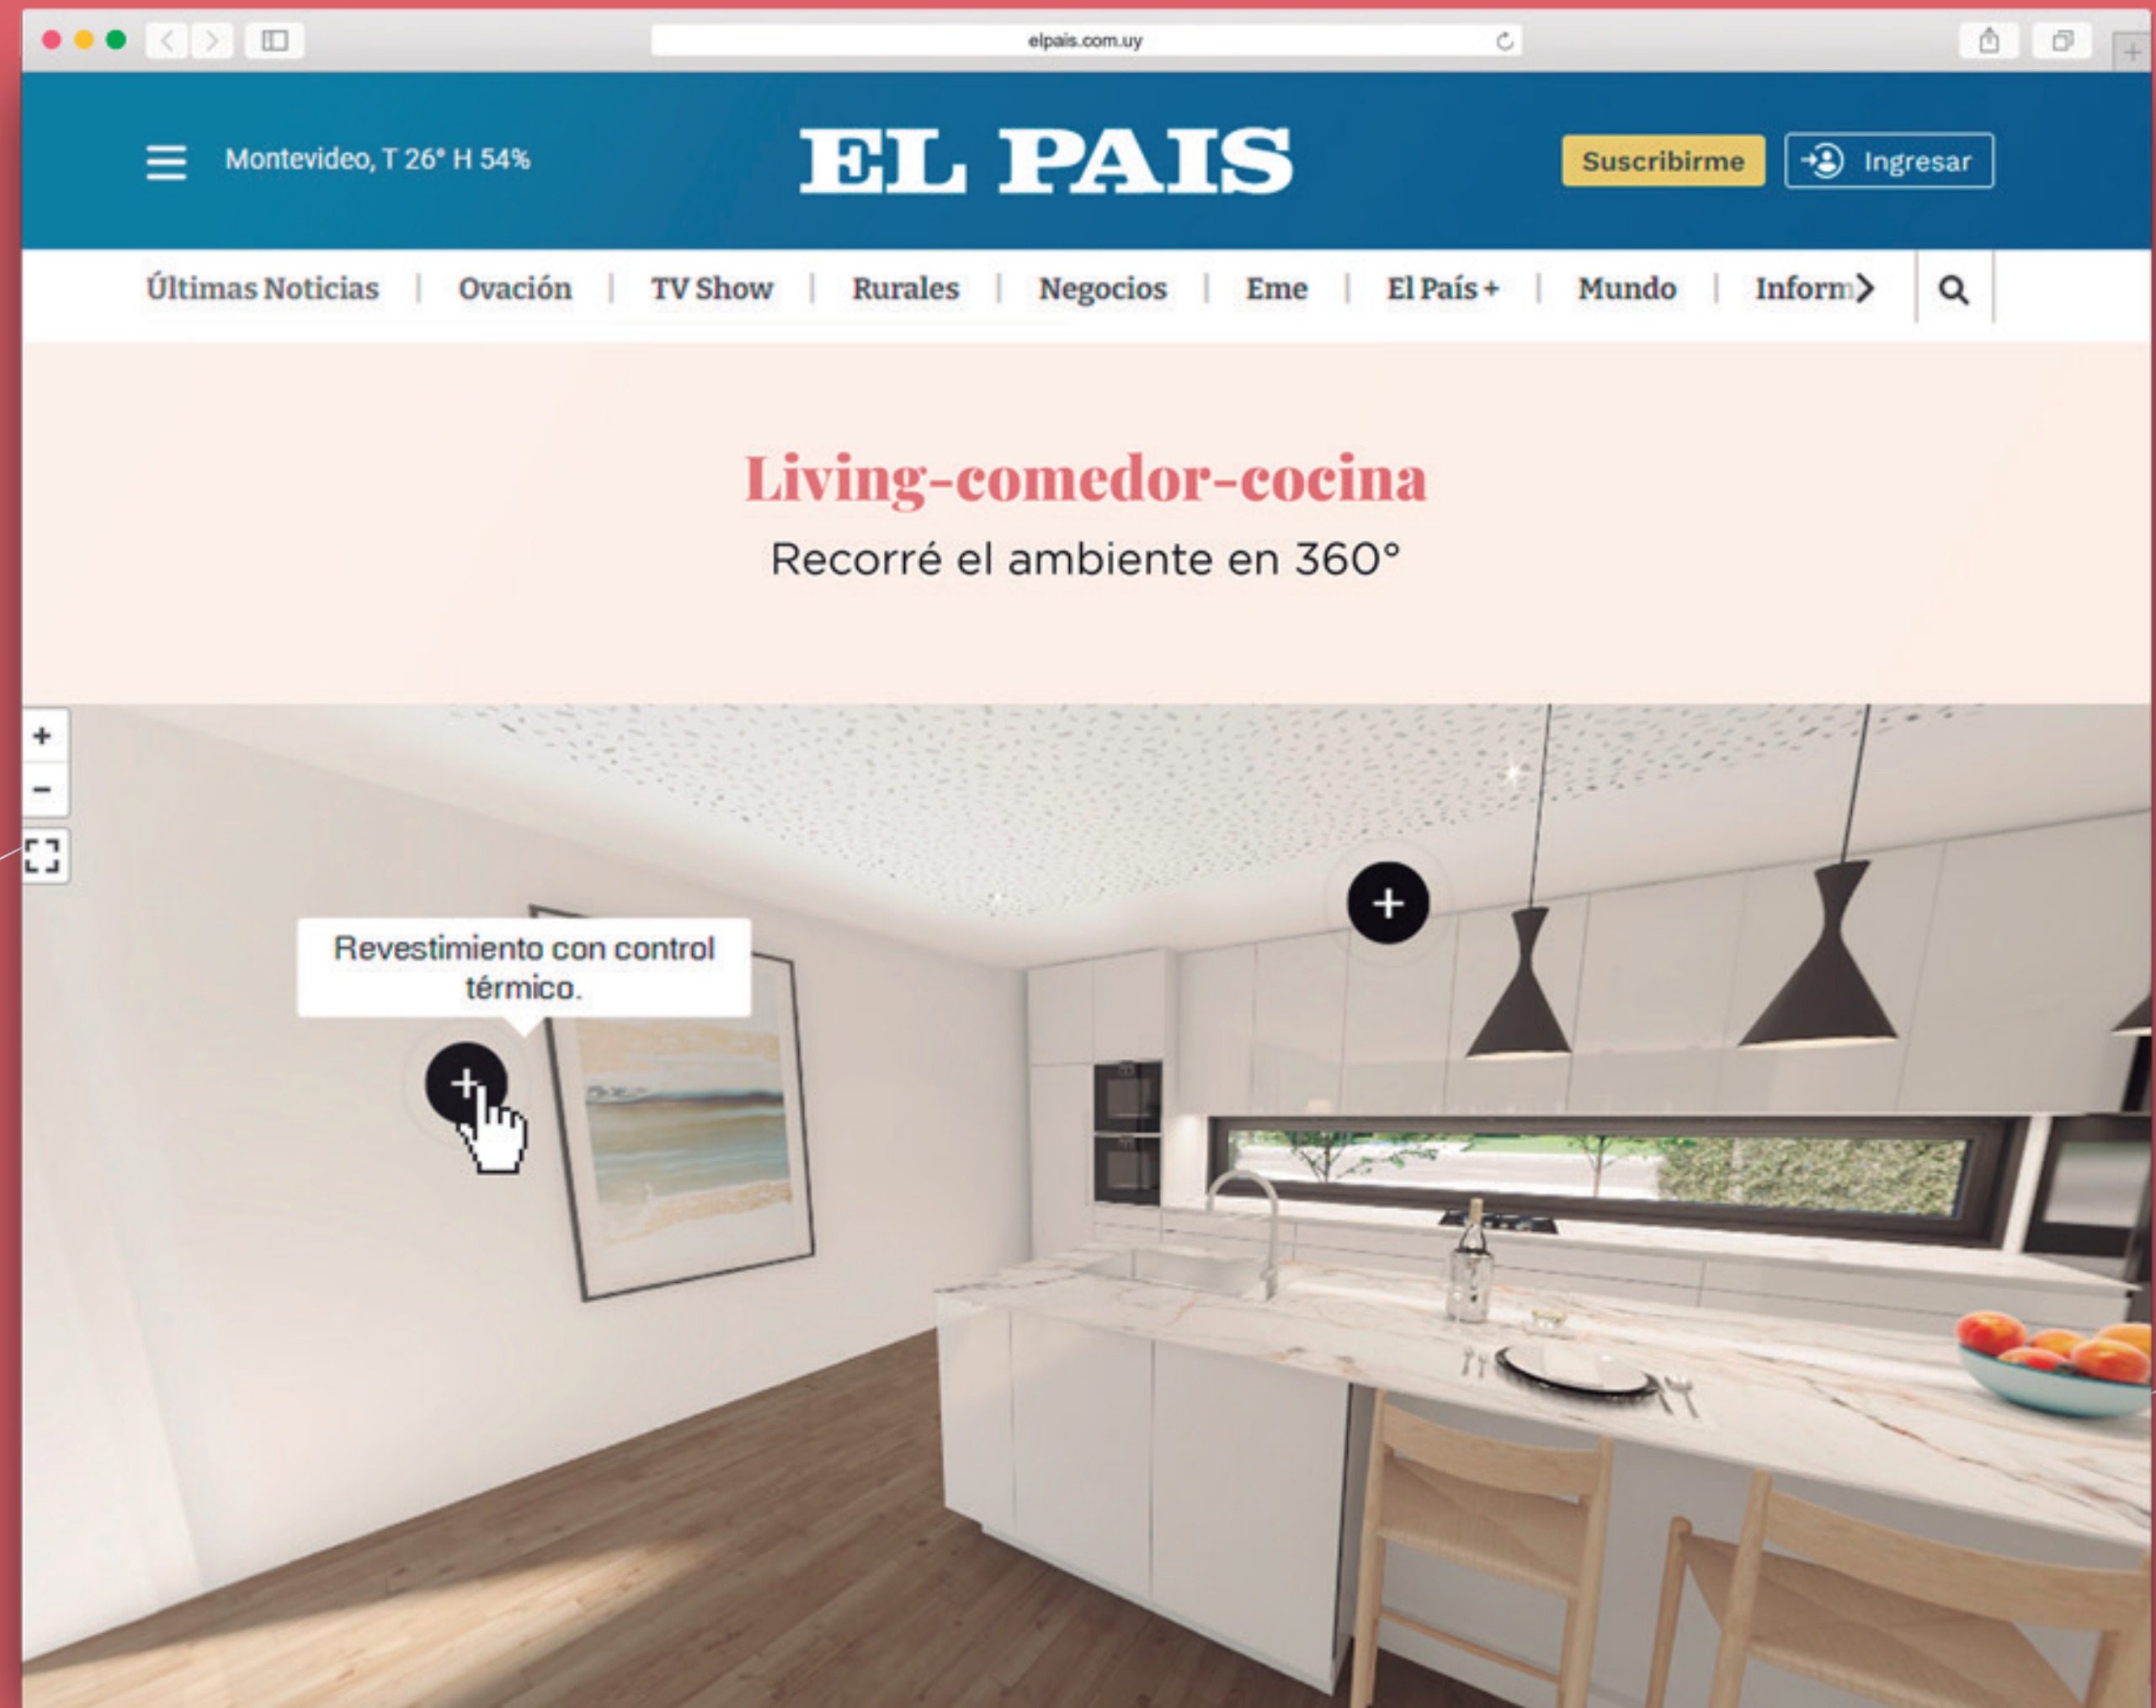 elpais.com.uy
Montevideo, T 26° H 54%
EL PAIS
Suscribirme
Ingresar
Últimas Noticias | Ovación | TV Show | Rurales | Negocios | Eme | El País + | Mundo | Inform
Living-comedor-cocina
Recorré el ambiente en 360°
Revestimiento con control
térmico.